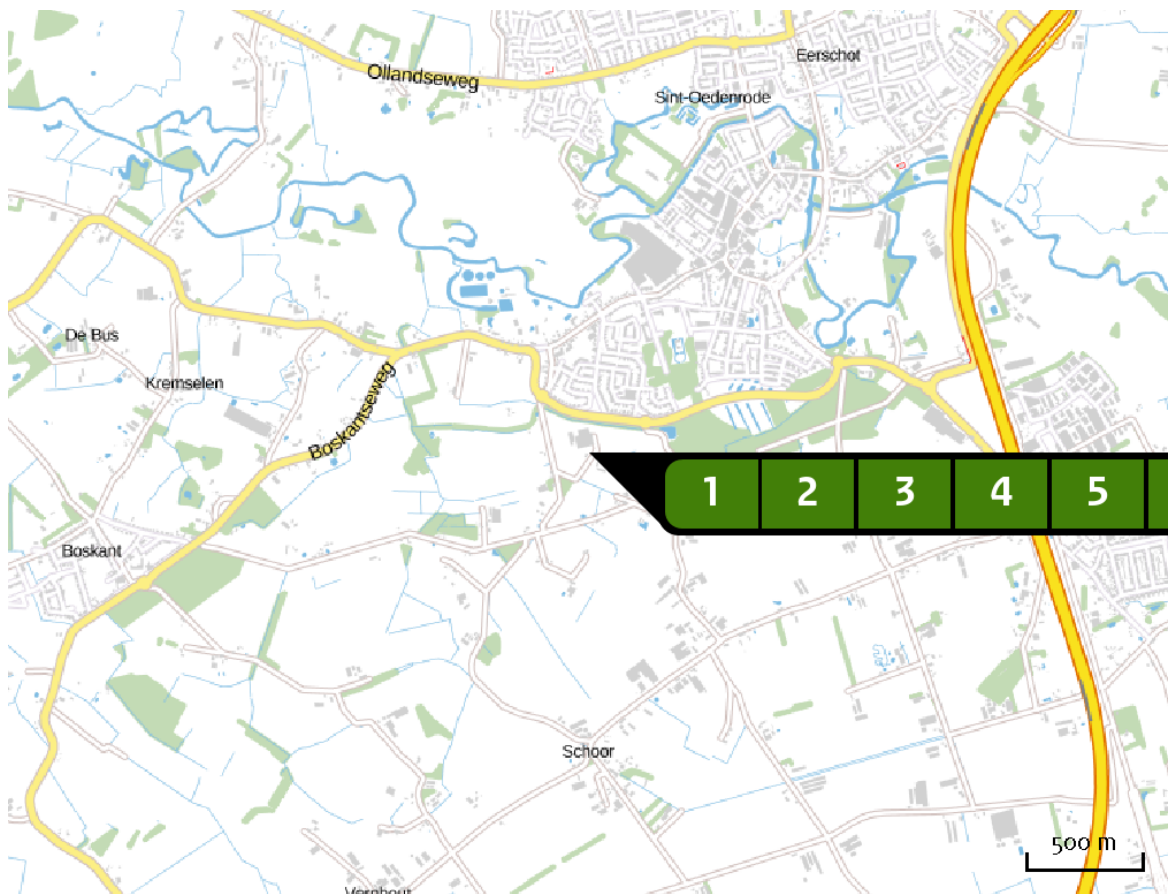 Eerschot
Ollandseweg
Sint-Oedenrode
De Bus
Kremselen
Boskantseweg
1 2 3 4 5
Boskant
Schoor
500 m